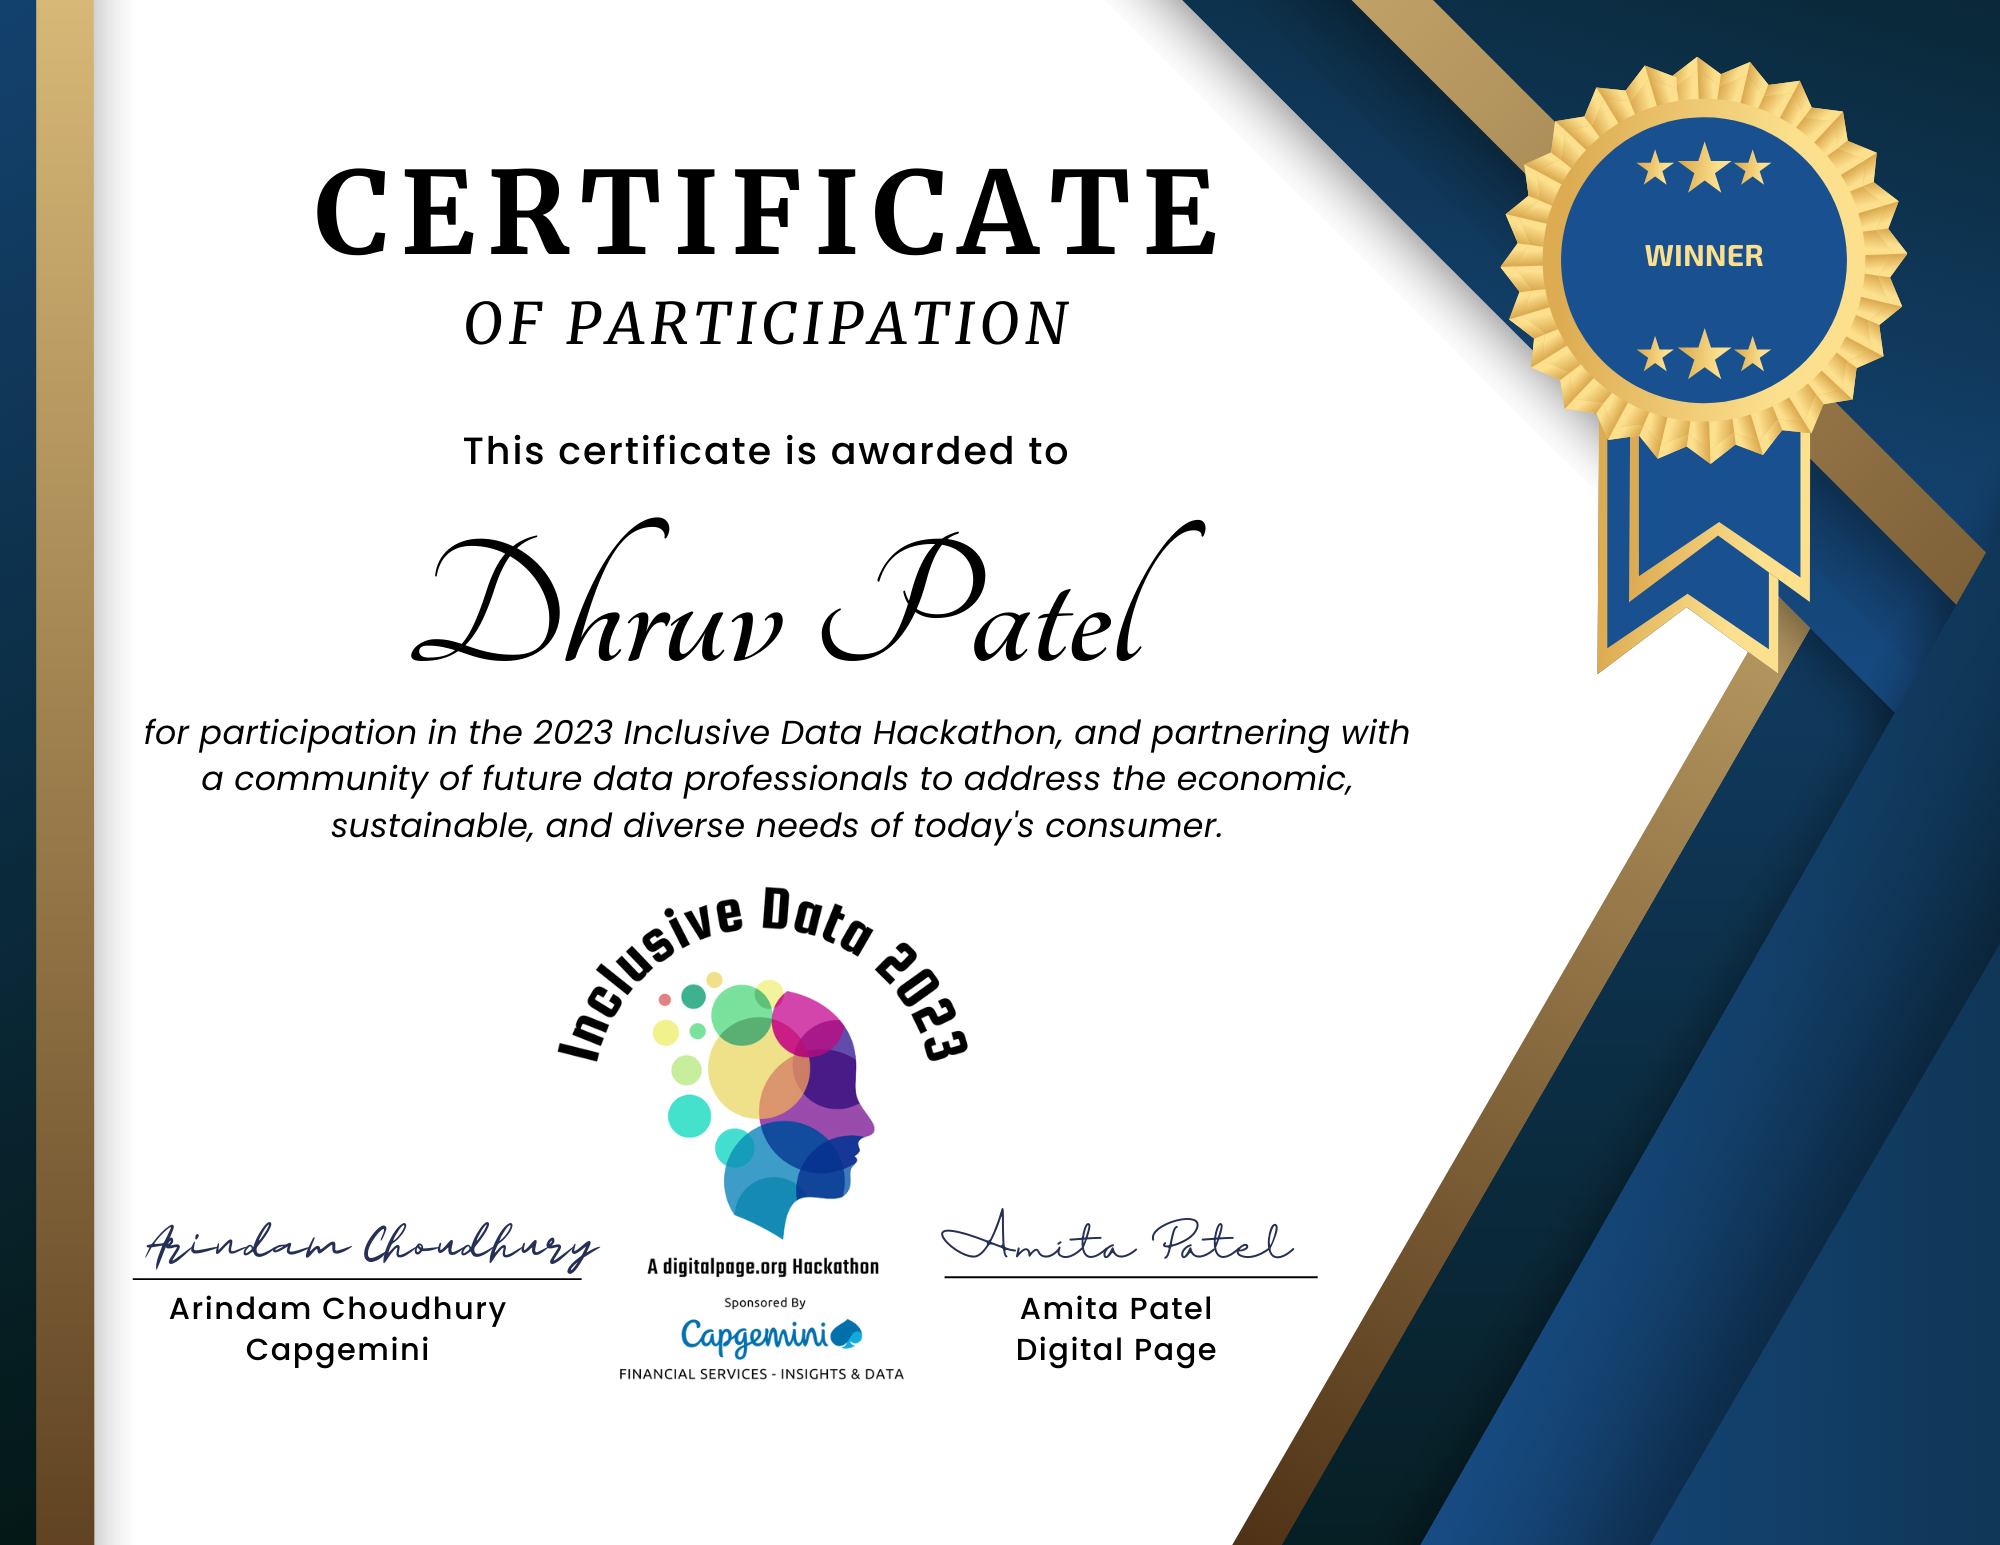 CERTIFICATE
OF PARTICIPATION
WINNER
This certificate is awarded to
Dhruv Patel
for participation in the 2023 Inclusive Data Hackathon, and partnering with
a community of future data professionals to address the economic,
sustainable, and diverse needs of today's consumer.
Inclusive Data 2023
Arindam Choudhury
Arindam Choudhury
Capgemini
A digitalpage.org Hackathon
Sponsored By
Capgemini
FINANCIAL SERVICES - INSIGHTS & DATA
Amita Patel
Amita Patel
Digital Page